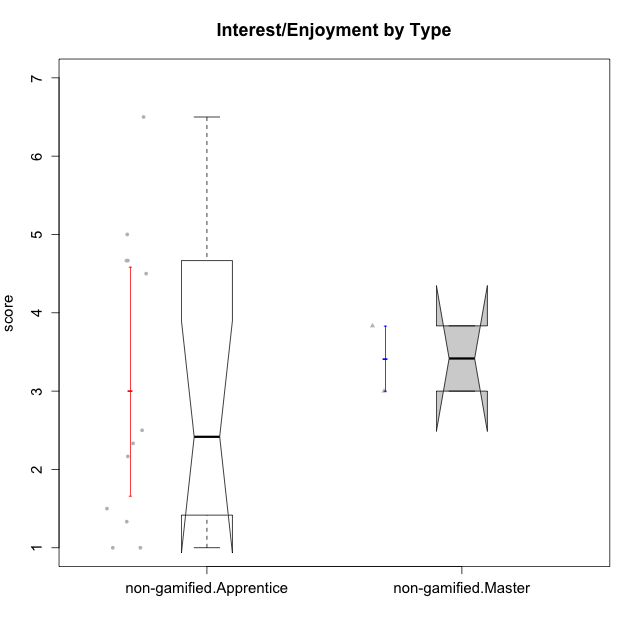 Interest/Enjoyment by Type
score
7
6
5
4
3
2
1
non-gamified.Apprentice
non-gamified.Master